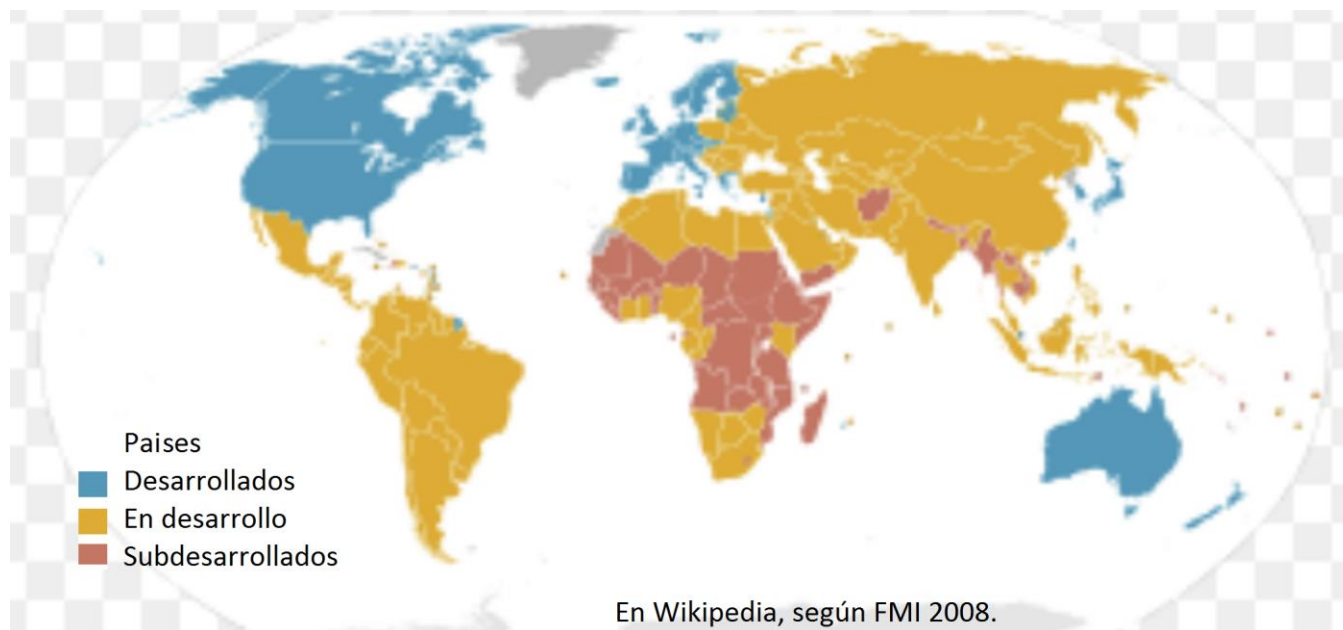 Paises
Desarrollados
En desarrollo
Subdesarrollados
En Wikipedia, según FMI 2008.